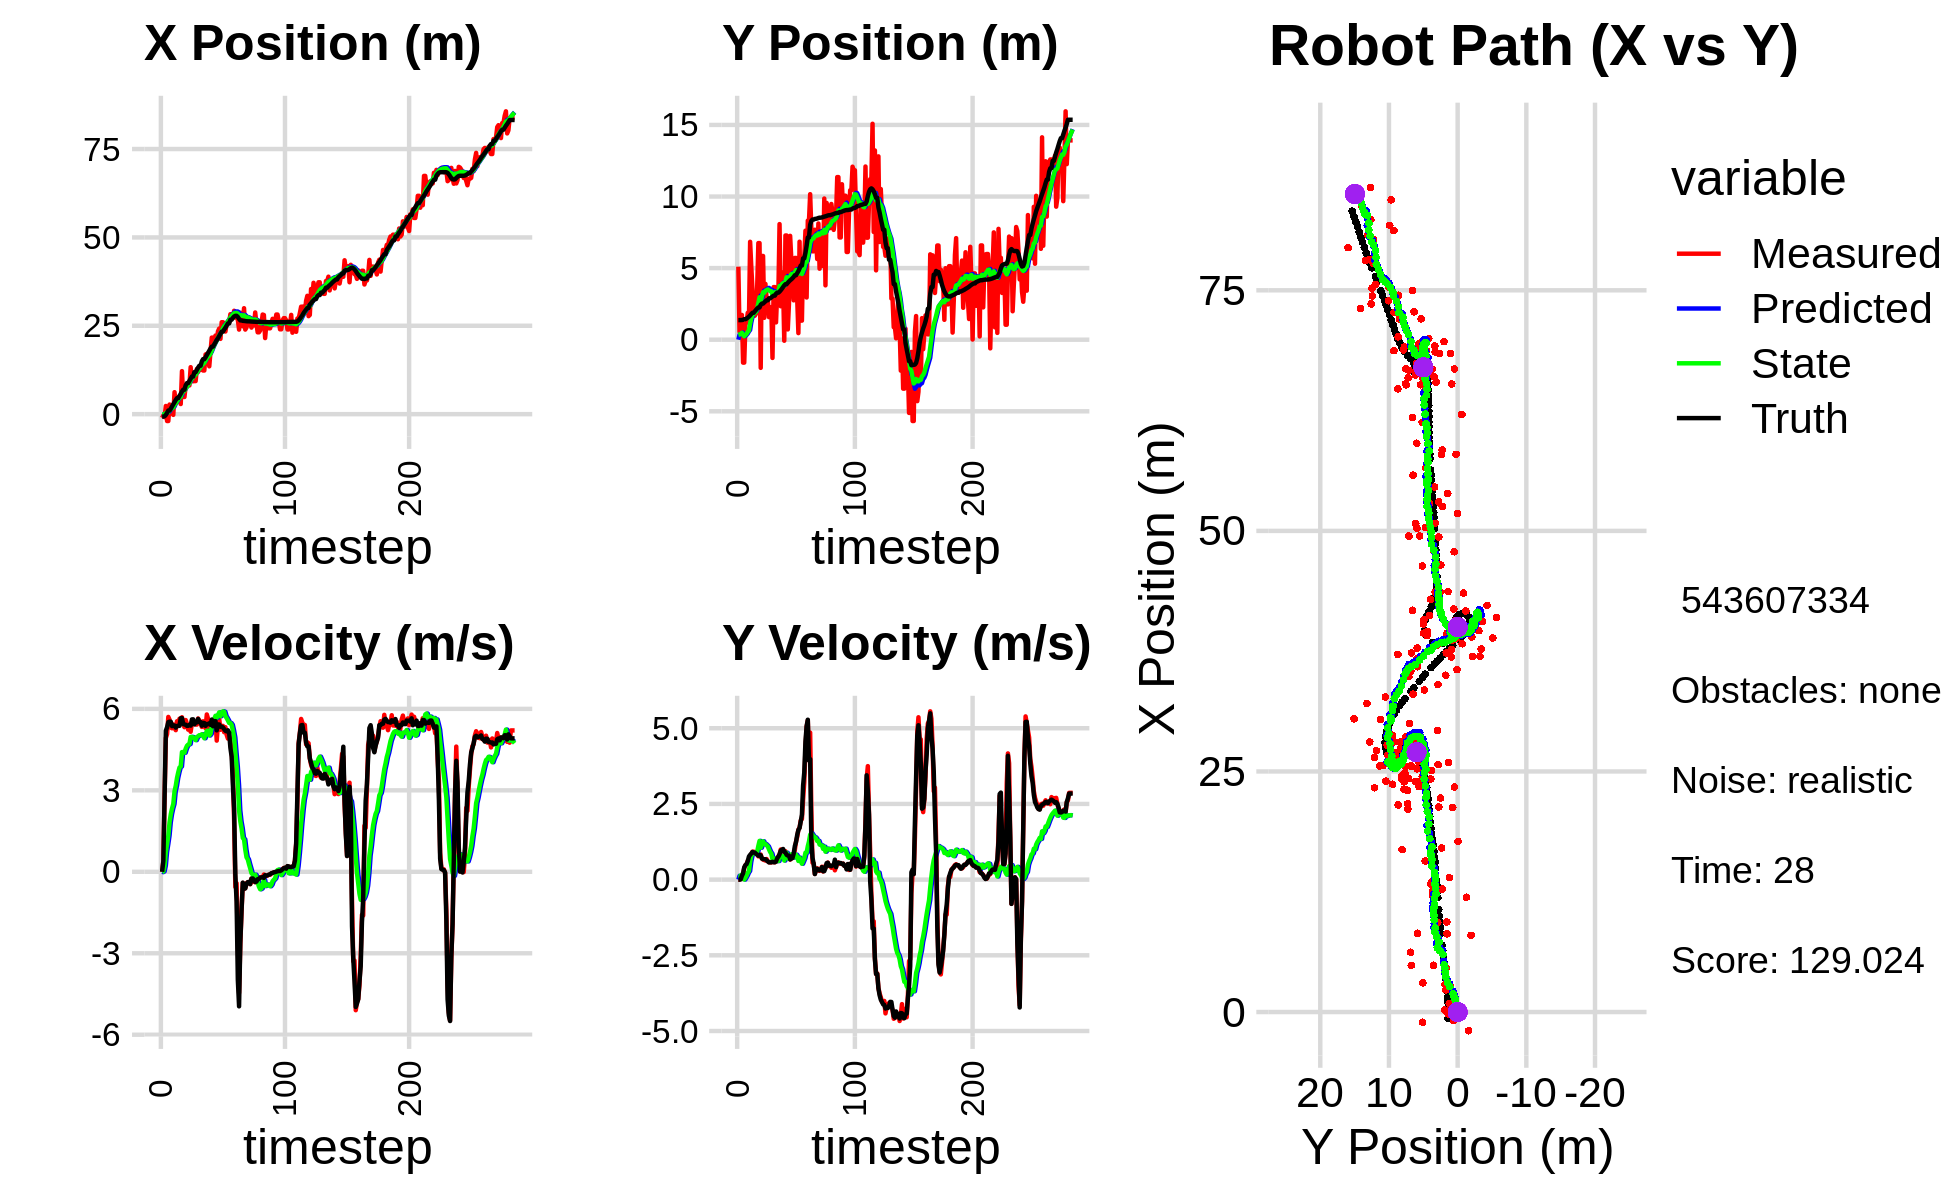 X Position (m)
75
50
25
0
0
100
200
timestep
Y Position (m)
15
10
5
0
-5
0
100
200
timestep
X Velocity (m/s)
6
3
0
-3
-6
0
100
200
timestep
Y Velocity (m/s)
5.0
2.5
0.0
-2.5
-5.0
0
100
200
timestep
Robot Path (X vs Y)
X Position (m)
75
50
25
0
20
10
0
-10
-20
Y Position (m)
variable
Measured
Predicted
State
Truth
543607334
Obstacles: none
Noise: realistic
Time: 28
Score: 129.024